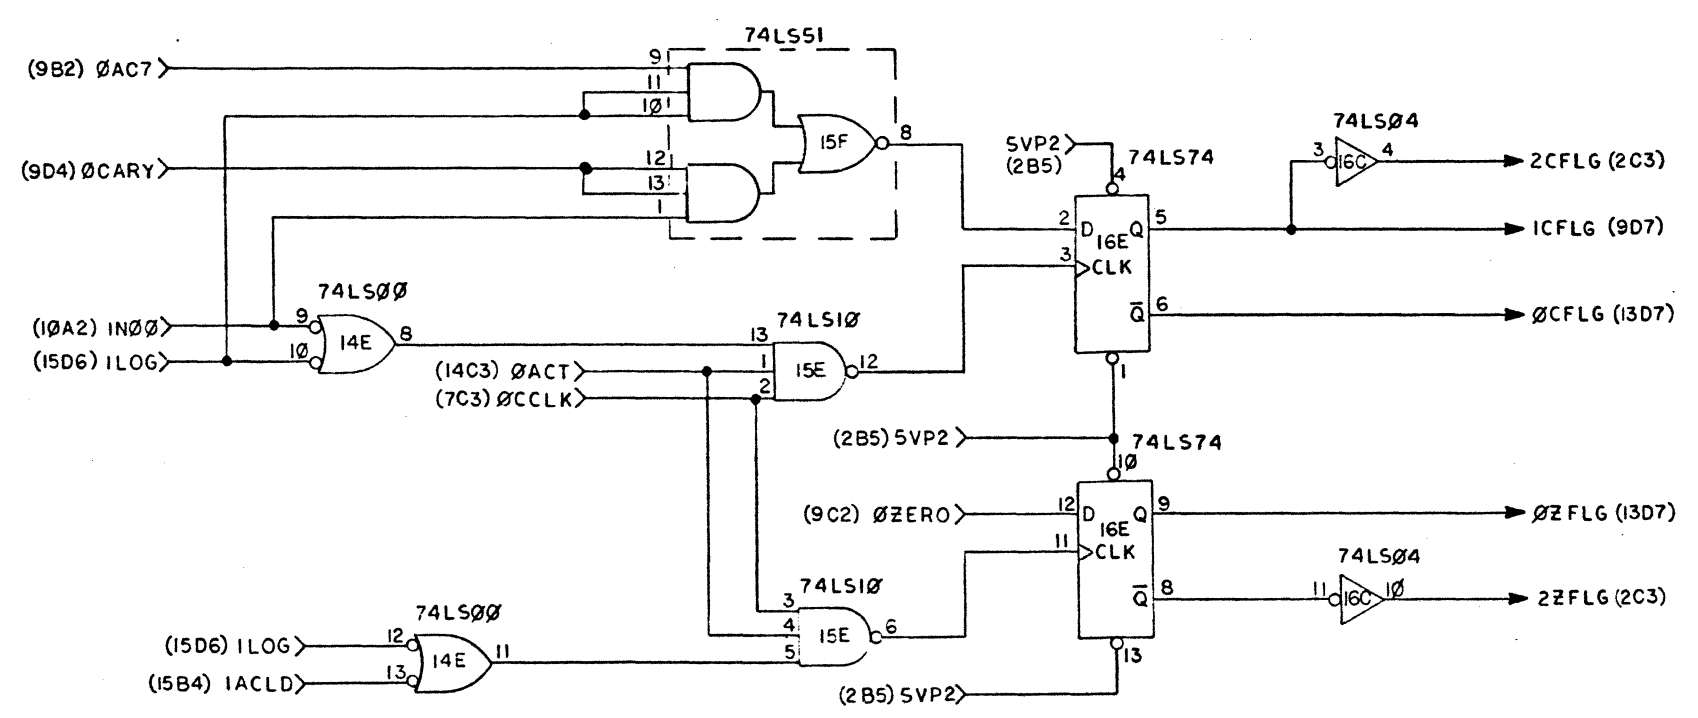 74LS51
(9B2) ØAC7
9
11
10
(9D4) ØCARY
12
13
1
15F
8
5VP2
(2B5)
74LS74
4
2
D
16E
Q
5
3
CLK
Q̅
6
1
74LSØ4
3
16C
4
2CFLG (2C3)
1CFLG (9D7)
ØCFLG (13D7)
74LSØØ
(1ØA2) 1NØØ
9
(15D6) 1LOG
1Ø
14E
8
74LS1Ø
13
(14C3) ØACT
1
(7C3) ØCCLK
2
15E
12
(2B5) 5VP2
74LS74
1Ø
(9C2) ØZERO
12
D
16E
Q
9
11
CLK
Q̅
8
13
ØZFLG (13D7)
74LSØ4
11
16C
1Ø
2ZFLG (2C3)
74LS1Ø
3
4
5
15E
6
74LSØØ
(15D6) 1LOG
12
(15B4) 1ACLD
13
14E
11
(2B5) 5VP2